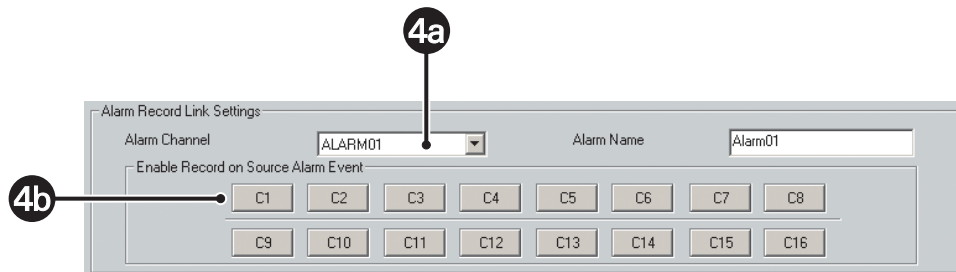 4a
Alarm Record Link Settings
Alarm Channel ALARM01 Alarm Name Alarm01
Enable Record on Source Alarm Event
4b C1 C2 C3 C4 C5 C6 C7 C8
C9 C10 C11 C12 C13 C14 C15 C16